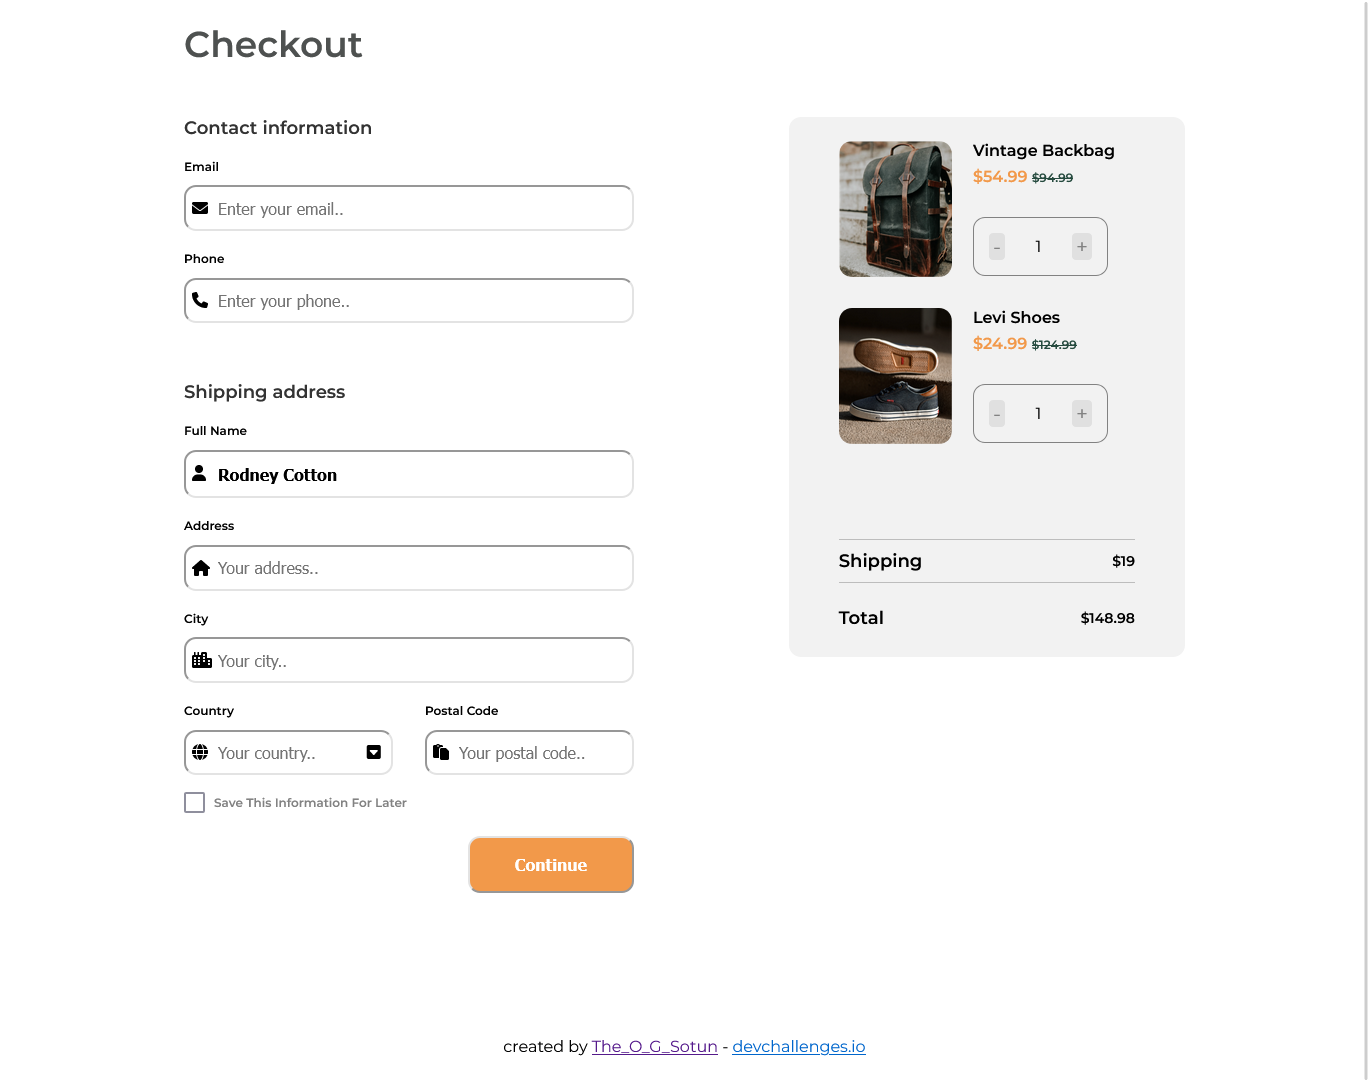 Checkout
Contact information
Email
Enter your email..
Phone
Enter your phone..
Shipping address
Full Name
Rodney Cotton
Address
Your address..
City
Your city..
Country
Postal Code
Your country..
Your postal code..
Save This Information For Later
Continue
Vintage Backbag
$54.99 $94.99
- 1 +
Levi Shoes
$24.99 $124.99
- 1 +
Shipping $19
Total $148.98
created by The_O_G_Sotun - devchallenges.io